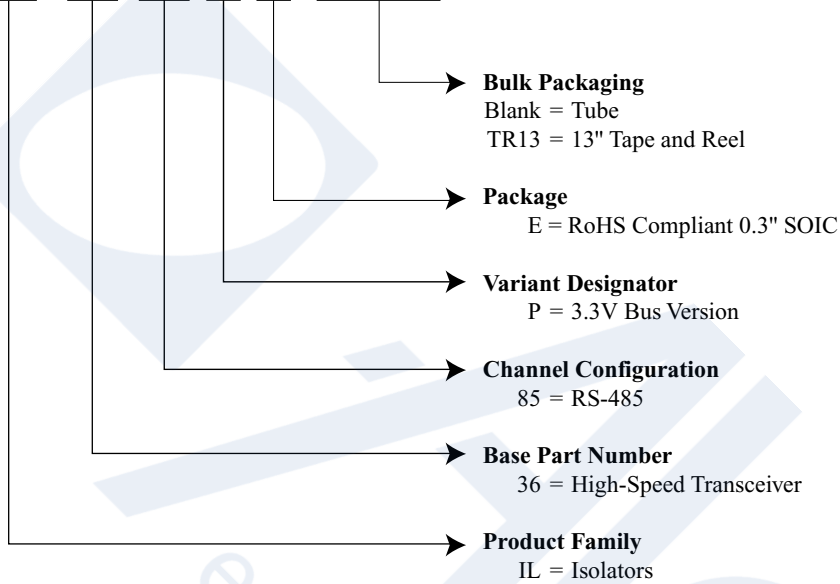 Bulk Packaging
Blank = Tube
TR13 = 13" Tape and Reel
Package
E = RoHS Compliant 0.3" SOIC
Variant Designator
P = 3.3V Bus Version
Channel Configuration
85 = RS-485
Base Part Number
36 = High-Speed Transceiver
Product Family
IL = Isolators